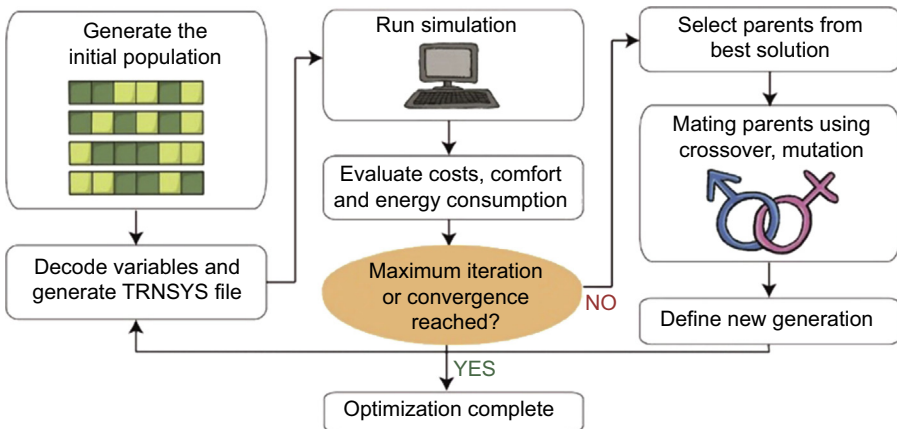 Generate the
initial population
Decode variables and
generate TRNSYS file
Run simulation
Evaluate costs, comfort
and energy consumption
Maximum iteration
or convergence
reached?
NO
YES
Optimization complete
Select parents from
best solution
Mating parents using
crossover, mutation
Define new generation